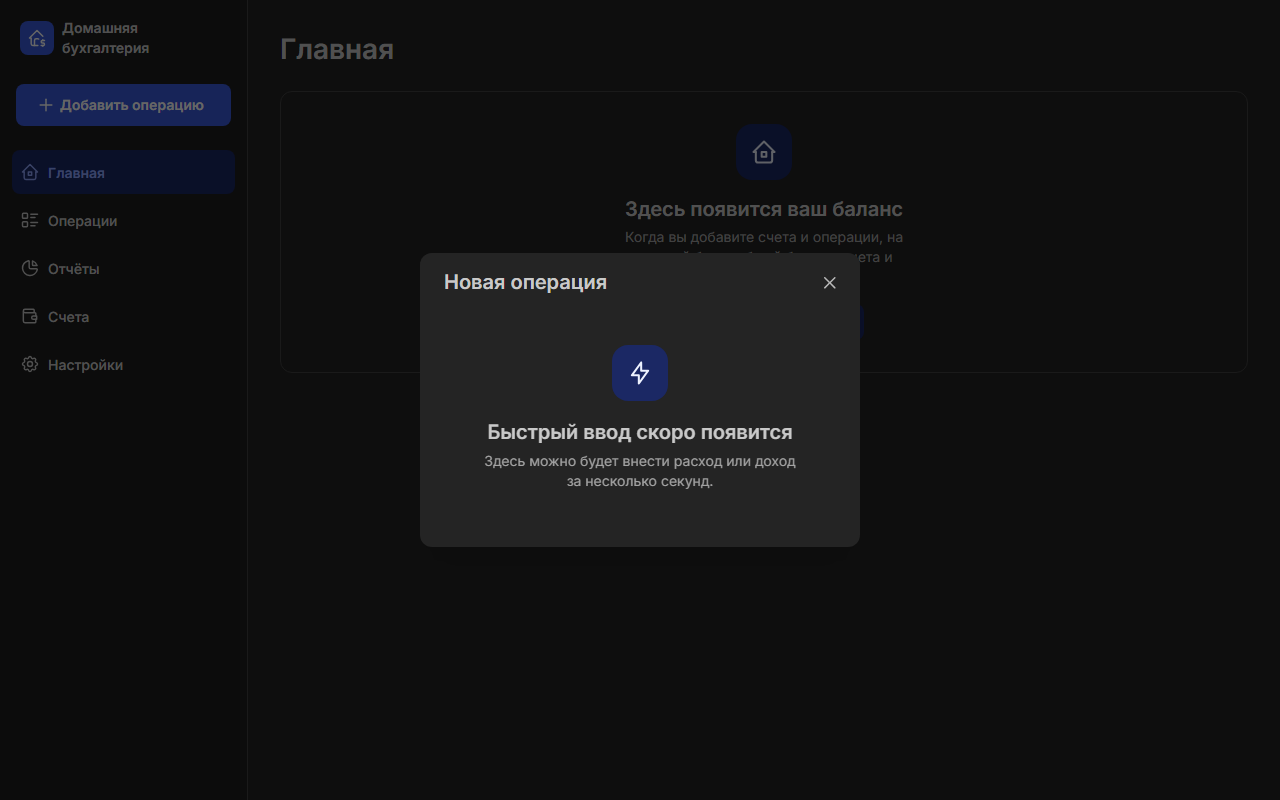 Домашняя
бухгалтерия
Добавить операцию
Главная
Операции
Отчёты
Счета
Настройки
Главная
Здесь появится ваш баланс
Когда вы добавите счета и операции, на
Новая операция
Быстрый ввод скоро появится
Здесь можно будет внести расход или доход
за несколько секунд.